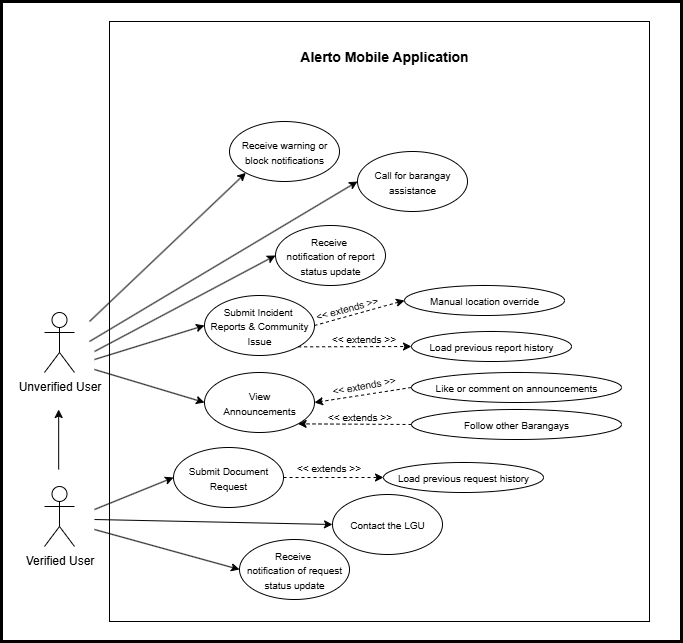 Alerto Mobile Application
Receive warning or
block notifications
Call for barangay
assistance
Receive
notification of report
status update
Submit Incident
Reports & Community
Issue
<< extends >>
Manual location override
<< extends >>
Load previous report history
Unverified User
View
Announcements
<< extends >>
Like or comment on announcements
<< extends >>
Follow other Barangays
Submit Document
Request
<< extends >>
Load previous request history
Contact the LGU
Verified User
Receive
notification of request
status update